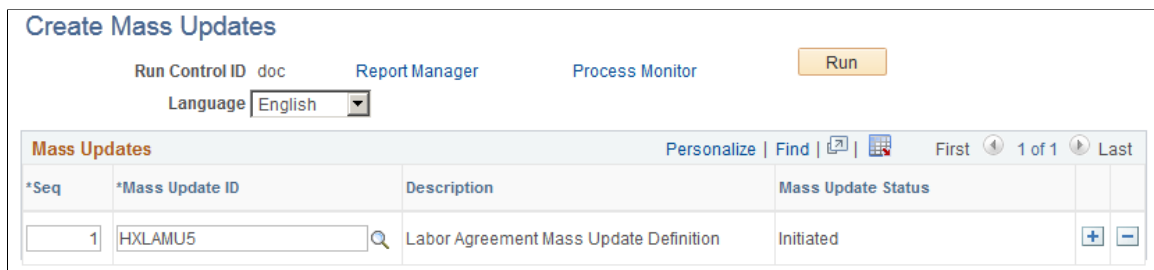 Create Mass Updates
Run Control ID doc Report Manager Process Monitor Run
Language English
Mass Updates Personalize | Find | | First 1 of 1 Last
*Seq *Mass Update ID Description Mass Update Status
1 HXLAMU5 Labor Agreement Mass Update Definition Initiated + −